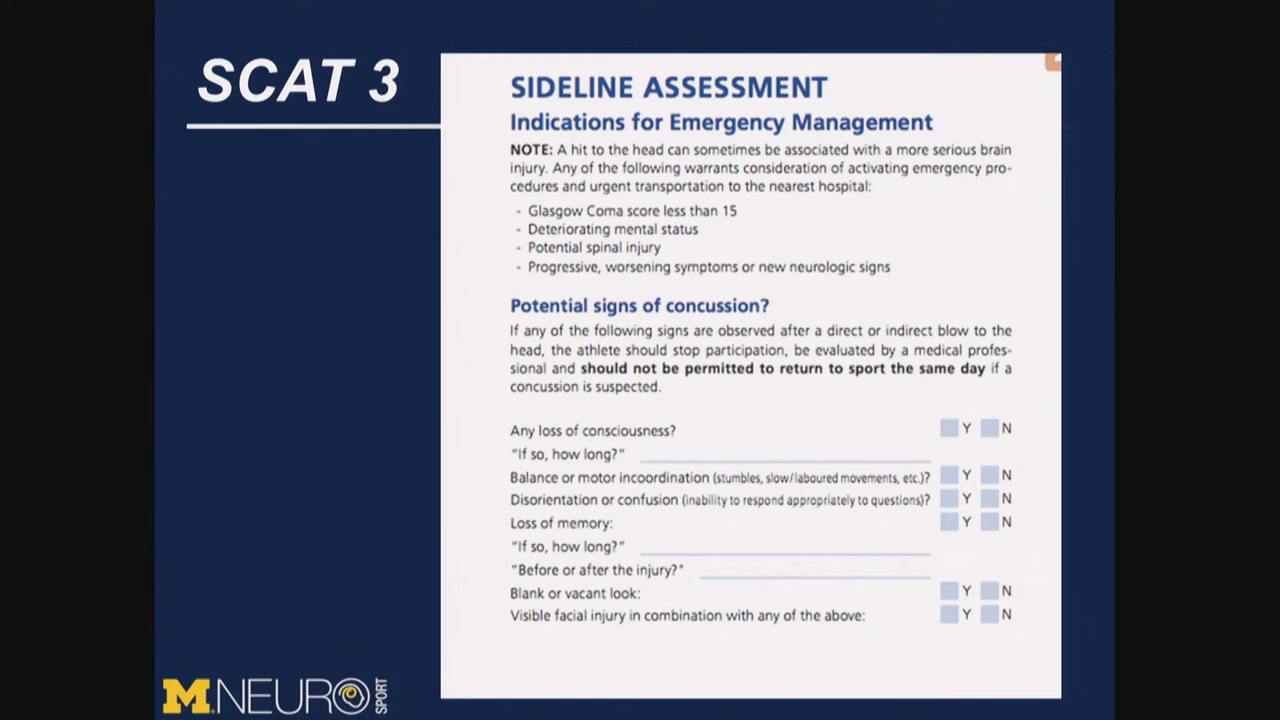 SCAT 3
SIDELINE ASSESSMENT
Indications for Emergency Management
NOTE: A hit to the head can sometimes be associated with a more serious brain
injury. Any of the following warrants consideration of activating emergency pro-
cedures and urgent transportation to the nearest hospital:
- Glasgow Coma score less than 15
- Deteriorating mental status
- Potential spinal injury
- Progressive, worsening symptoms or new neurologic signs
Potential signs of concussion?
If any of the following signs are observed after a direct or indirect blow to the
head, the athlete should stop participation, be evaluated by a medical profes-
sional and should not be permitted to return to sport the same day if a
concussion is suspected.
Any loss of consciousness? Y N
"If so, how long?"
Balance or motor incoordination (stumbles, slow/laboured movements, etc.)? Y N
Disorientation or confusion (inability to respond appropriately to questions)? Y N
Loss of memory: Y N
"If so, how long?"
"Before or after the injury?"
Blank or vacant look: Y N
Visible facial injury in combination with any of the above: Y N
M NEURO SPORT